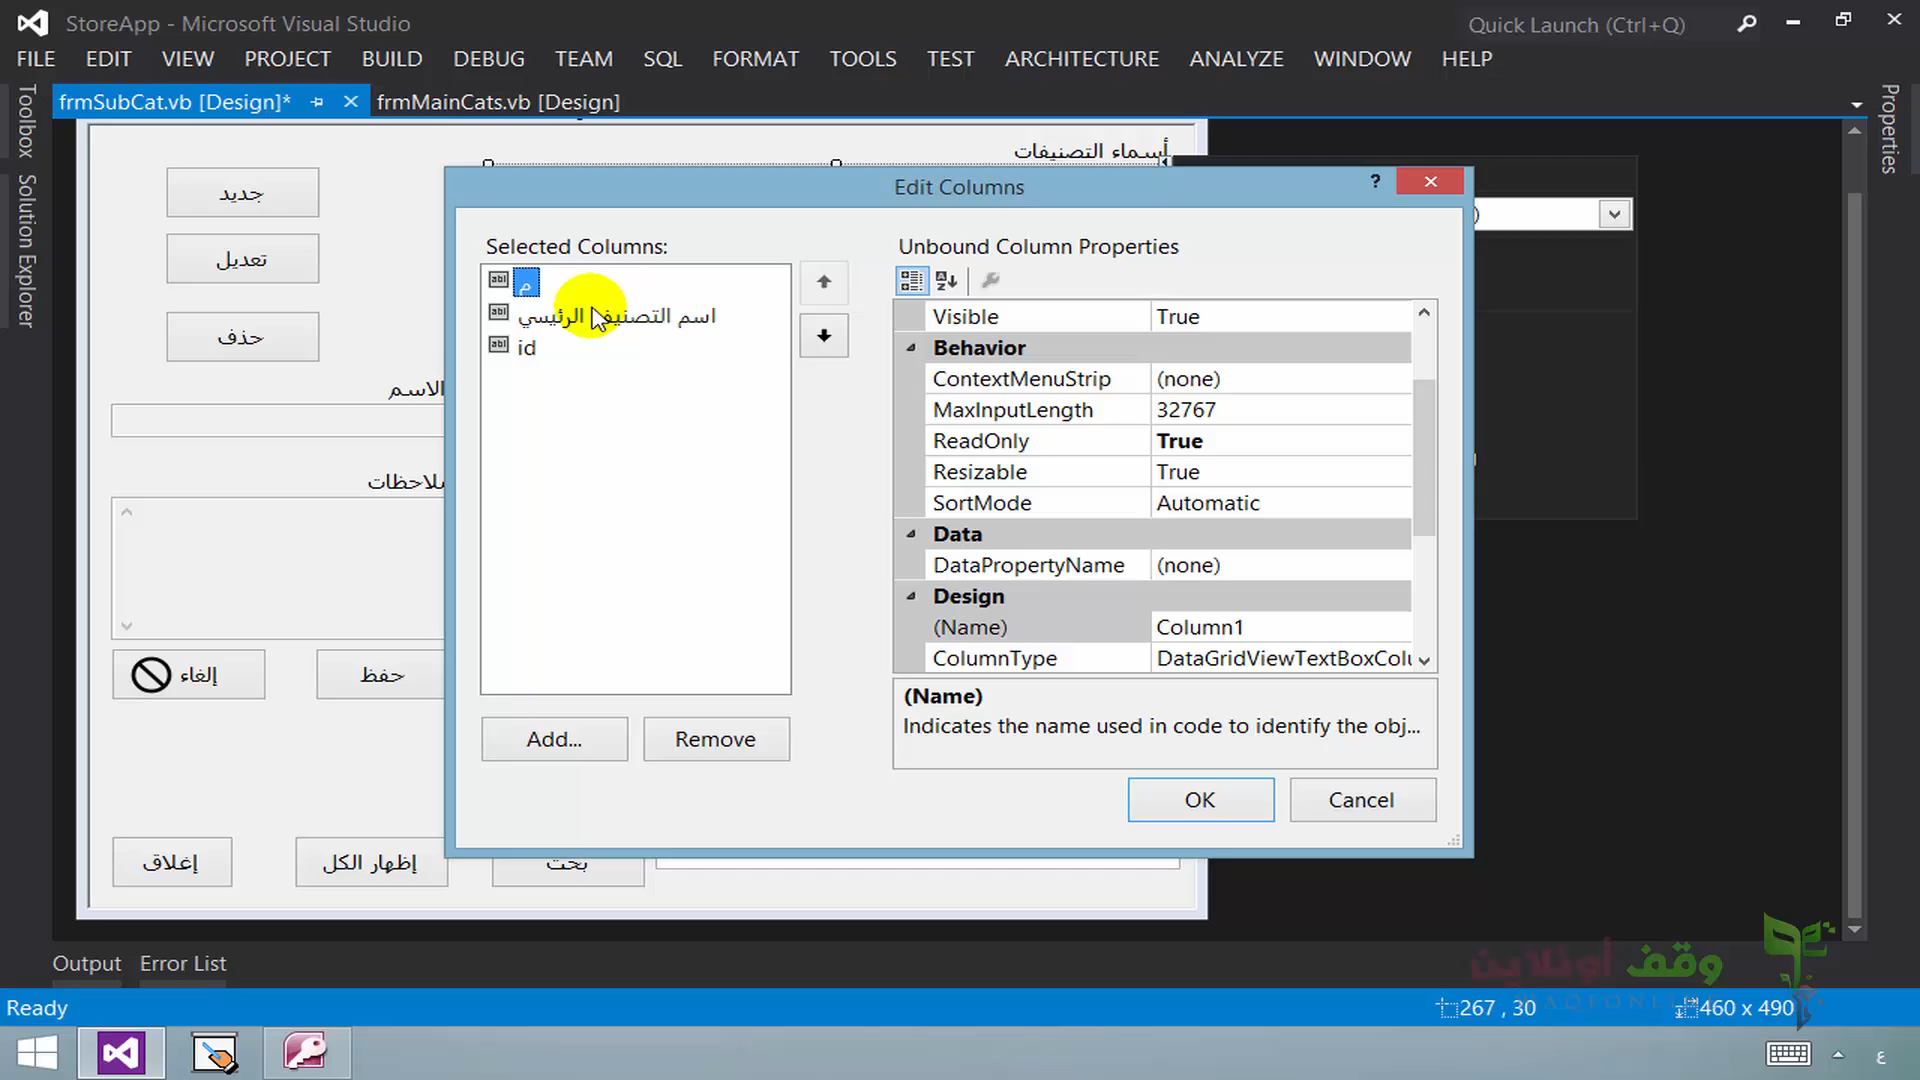 StoreApp - Microsoft Visual Studio
Quick Launch (Ctrl+Q)
FILE EDIT VIEW PROJECT BUILD DEBUG TEAM SQL FORMAT TOOLS TEST ARCHITECTURE ANALYZE WINDOW HELP
frmSubCat.vb [Design]* frmMainCats.vb [Design]
Toolbox
Solution Explorer
Properties
أسماء التصنيفات
جديد
تعديل
حذف
الاسم
ملاحظات
إلغاء
حفظ
إغلاق
إظهار الكل
بحث
Edit Columns
?
Selected Columns:
م
اسم التصنيف الرئيسي
id
Add...
Remove
Unbound Column Properties
Visible True
Behavior
ContextMenuStrip (none)
MaxInputLength 32767
ReadOnly True
Resizable True
SortMode Automatic
Data
DataPropertyName (none)
Design
(Name) Column1
ColumnType DataGridViewTextBoxColu
(Name)
Indicates the name used in code to identify the obj...
OK
Cancel
Output Error List
وقف أونلاين
Ready
267 , 30
460 x 490
ع